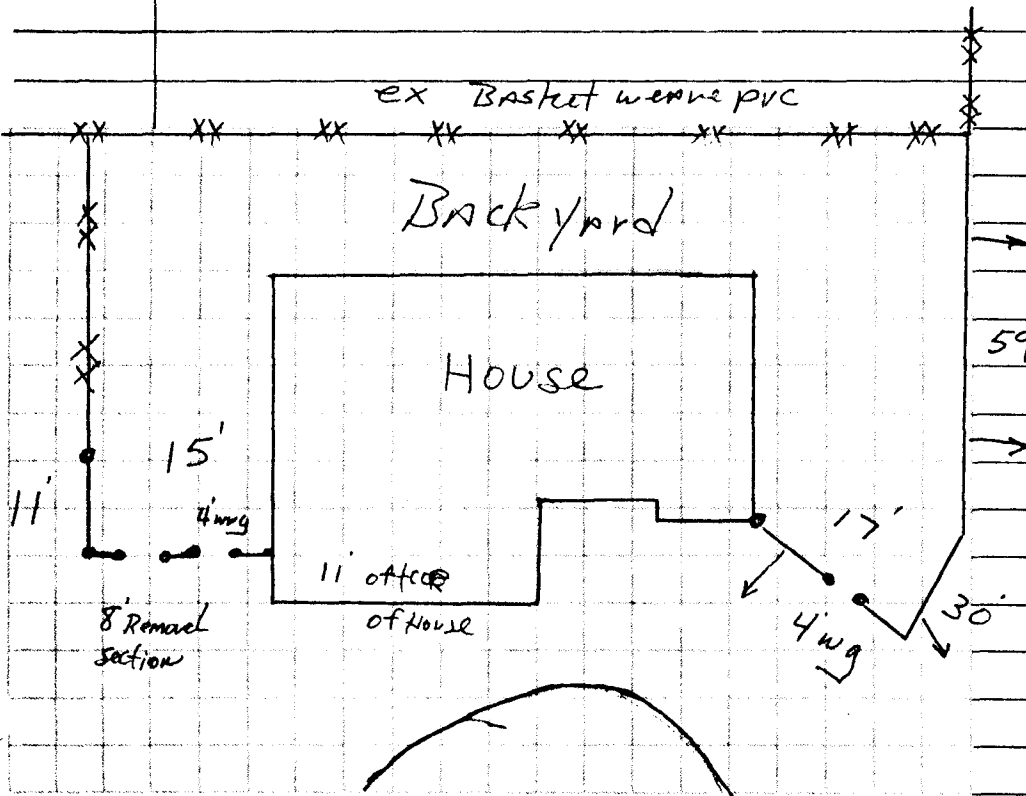 ex Basket weave pvc
Backyard
House
59
15'
11'
4'wg
17'
11' off
of House
8' Removal
section
4'wg
30'